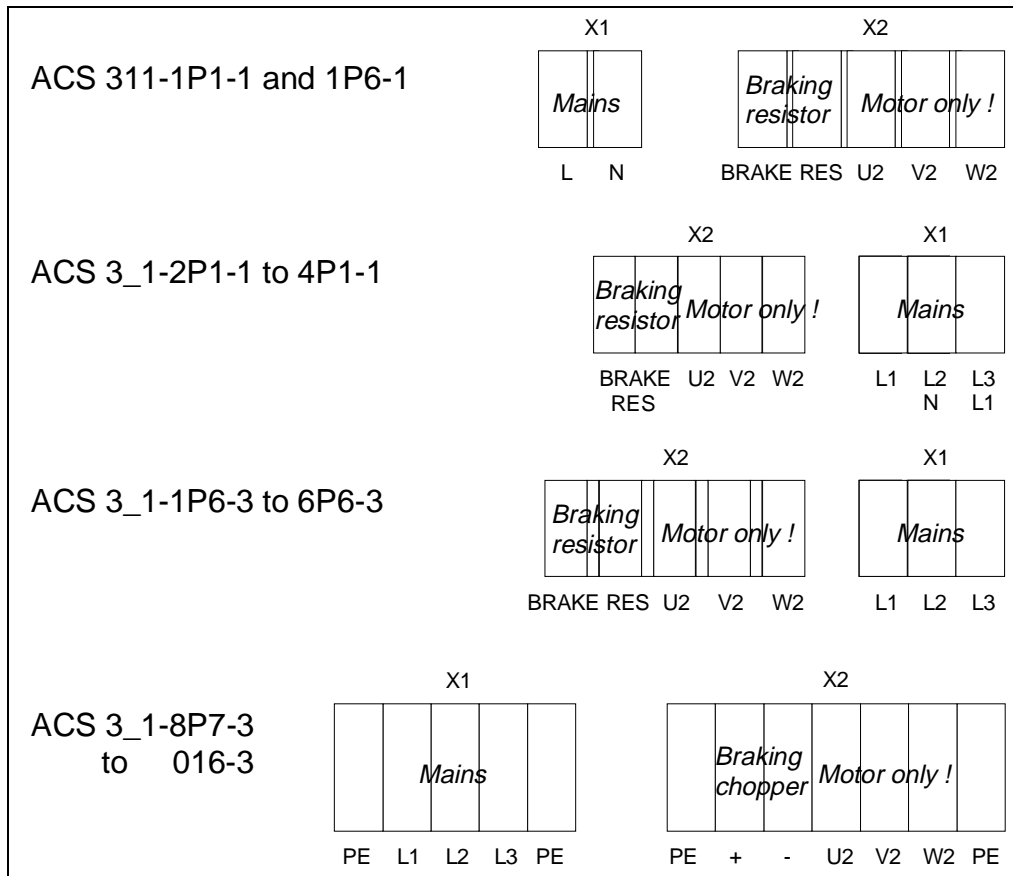 X1 X2
ACS 311-1P1-1 and 1P6-1
Mains
Braking
resistor
Motor only !
L N BRAKE RES U2 V2 W2
X2 X1
ACS 3_1-2P1-1 to 4P1-1
Braking
resistor
Motor only !
Mains
BRAKE U2 V2 W2 L1 L2 L3
RES N L1
X2 X1
ACS 3_1-1P6-3 to 6P6-3
Braking
resistor
Motor only !
Mains
BRAKE RES U2 V2 W2 L1 L2 L3
X1 X2
ACS 3_1-8P7-3
to 016-3
Mains
Braking
chopper
Motor only !
PE L1 L2 L3 PE PE + - U2 V2 W2 PE